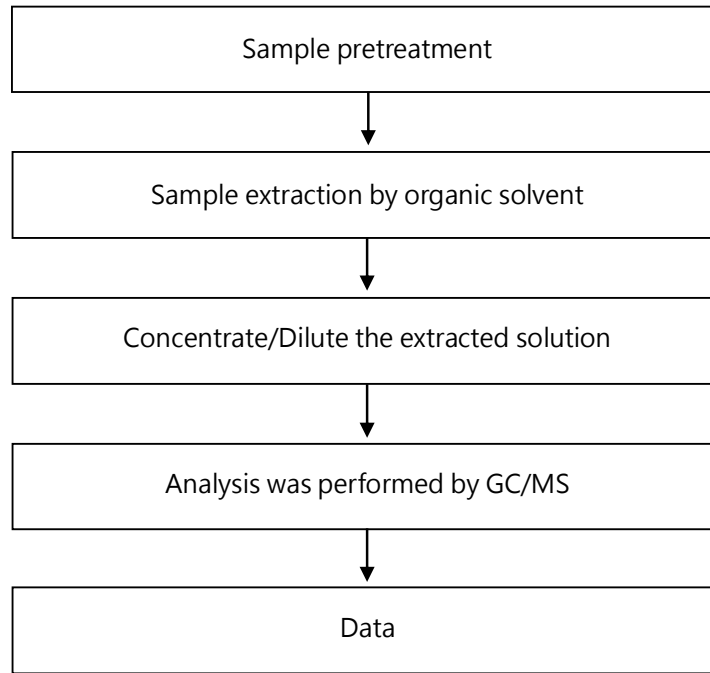 Sample pretreatment
Sample extraction by organic solvent
Concentrate/Dilute the extracted solution
Analysis was performed by GC/MS
Data